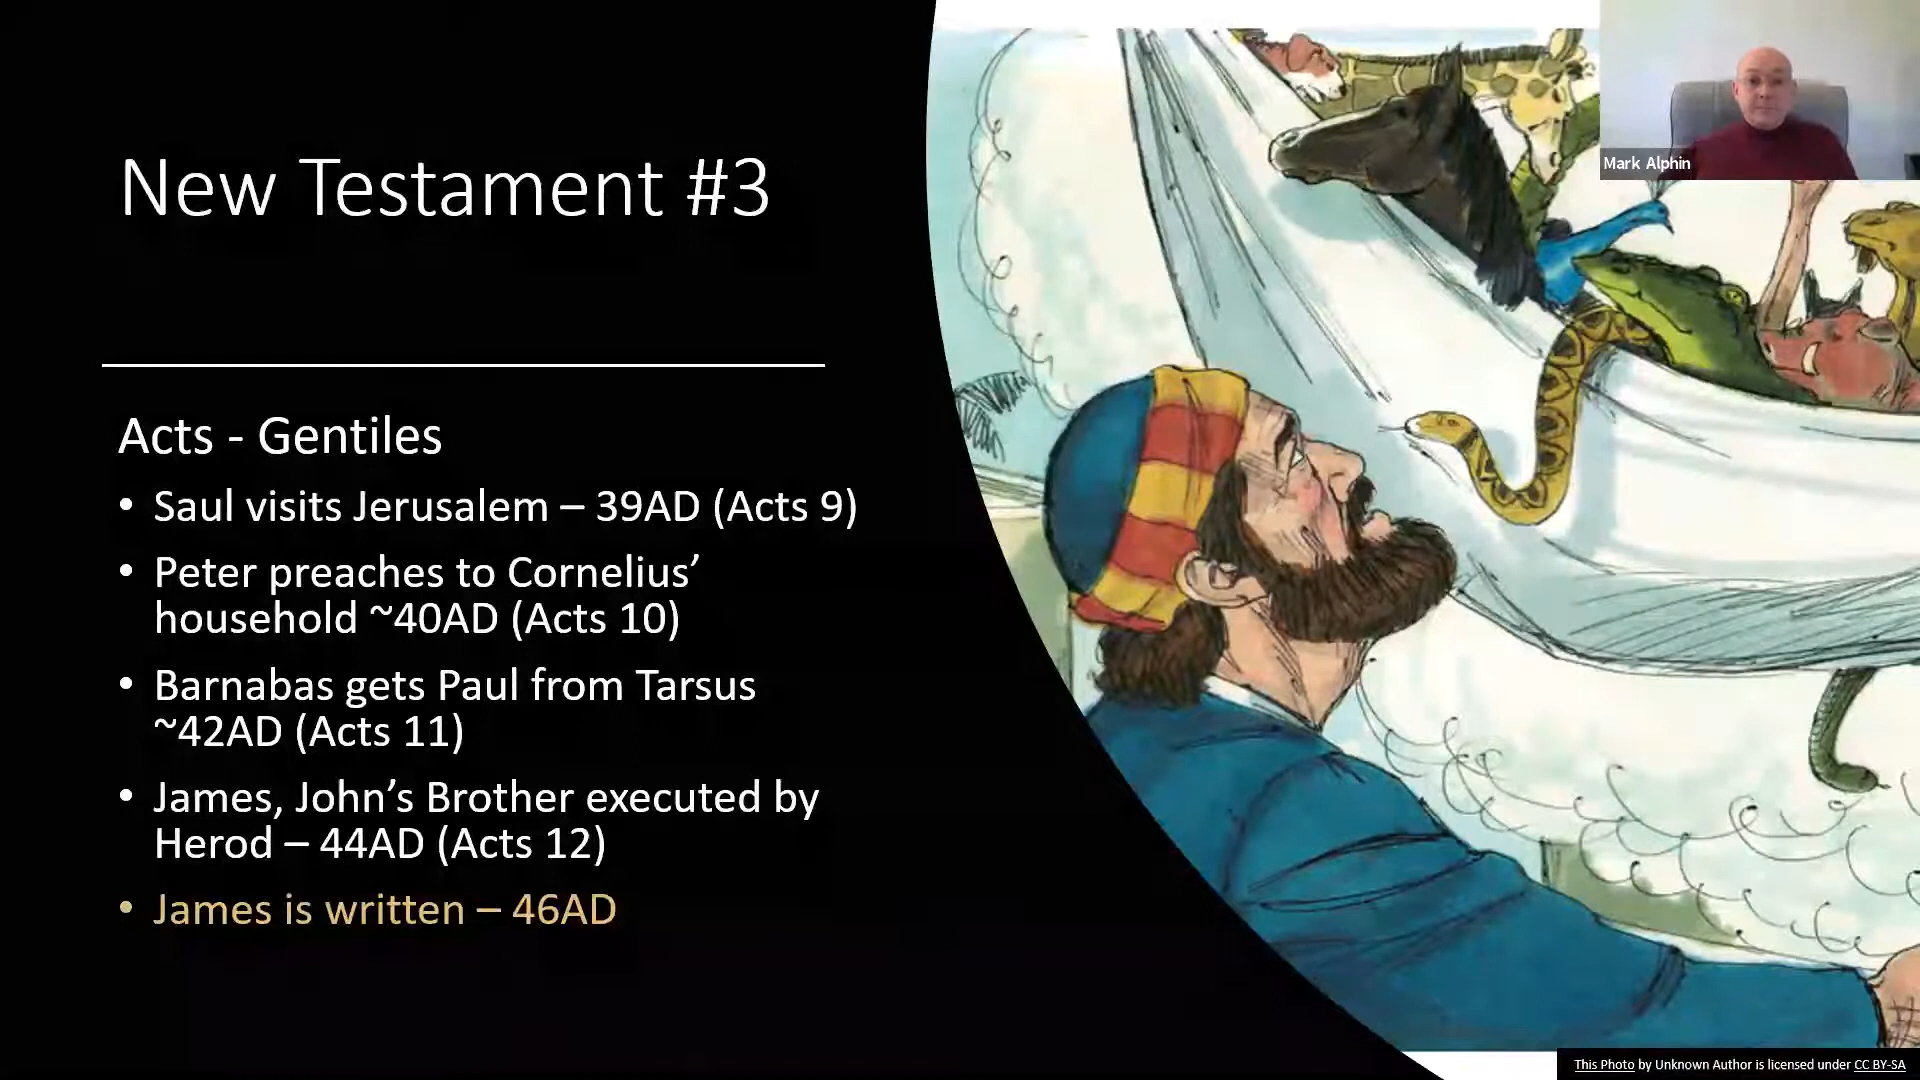 New Testament #3
Mark Alphin
Acts - Gentiles
• Saul visits Jerusalem – 39AD (Acts 9)
• Peter preaches to Cornelius’
household ~40AD (Acts 10)
• Barnabas gets Paul from Tarsus
~42AD (Acts 11)
• James, John’s Brother executed by
Herod – 44AD (Acts 12)
• James is written – 46AD
This Photo by Unknown Author is licensed under CC BY-SA